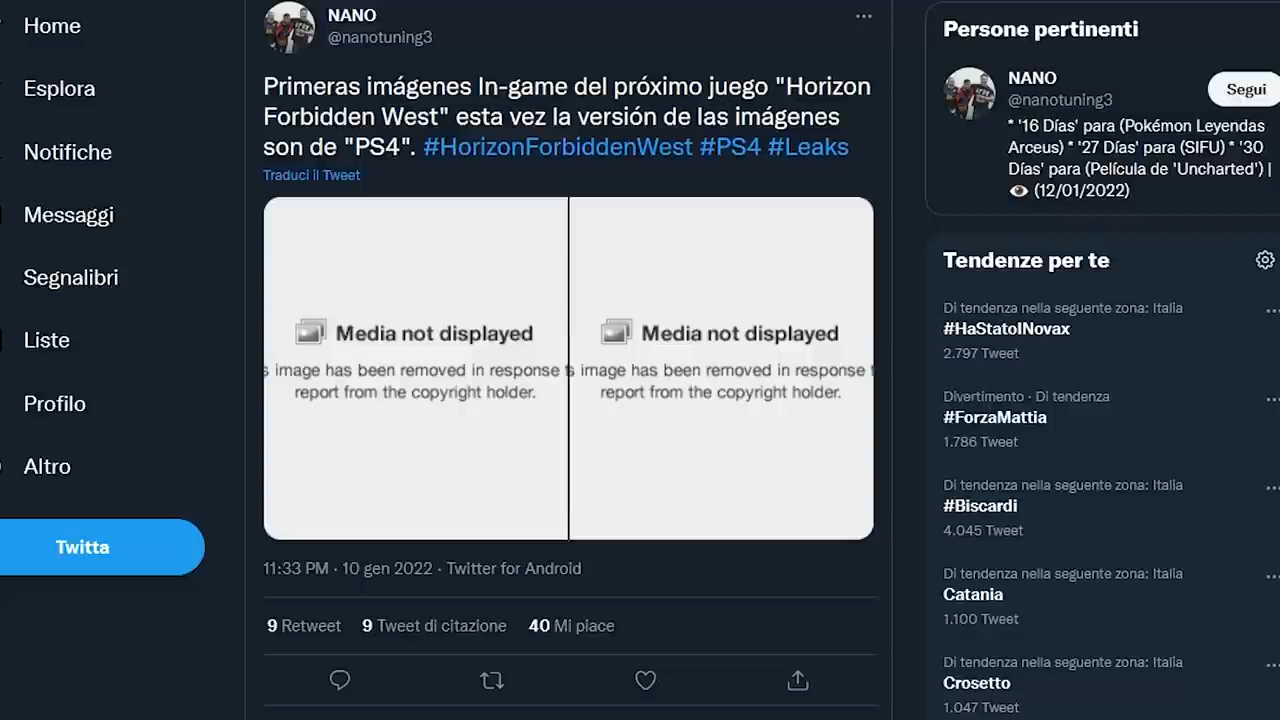 Home
Esplora
Notifiche
Messaggi
Segnalibri
Liste
Profilo
Altro
Twitta
NANO
@nanotuning3
Primeras imágenes In-game del próximo juego "Horizon
Forbidden West" esta vez la versión de las imágenes
son de "PS4". #HorizonForbiddenWest #PS4 #Leaks
Traduci il Tweet
Media not displayed
s image has been removed in response t
report from the copyright holder.
Media not displayed
s image has been removed in response t
report from the copyright holder.
11:33 PM · 10 gen 2022 · Twitter for Android
9 Retweet 9 Tweet di citazione 40 Mi piace
Persone pertinenti
NANO
Segui
@nanotuning3
* '16 Días' para (Pokémon Leyendas
Arceus) * '27 Días' para (SIFU) * '30
Días' para (Película de 'Uncharted') |
👁 (12/01/2022)
Tendenze per te
Di tendenza nella seguente zona: Italia
#HaStatoINovax
2.797 Tweet
Divertimento · Di tendenza
#ForzaMattia
1.786 Tweet
Di tendenza nella seguente zona: Italia
#Biscardi
4.045 Tweet
Di tendenza nella seguente zona: Italia
Catania
1.100 Tweet
Di tendenza nella seguente zona: Italia
Crosetto
1.047 Tweet